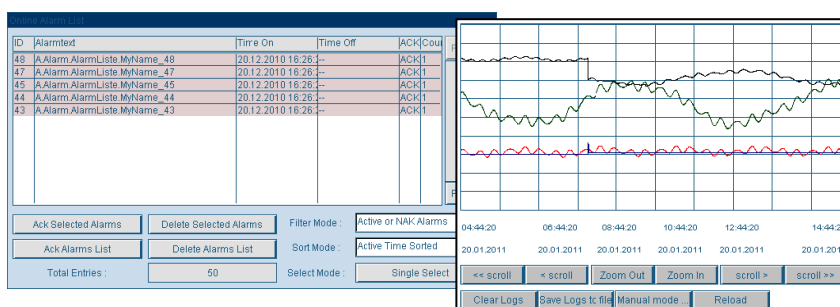 Online Alarm List
ID Alarmtext Time On Time Off ACK Coun
48 A.Alarm.AlarmListe.MyName_48 20.12.2010 16:26: -- ACK 1
47 A.Alarm.AlarmListe.MyName_47 20.12.2010 16:26: -- ACK 1
45 A.Alarm.AlarmListe.MyName_45 20.12.2010 16:26: -- ACK 1
44 A.Alarm.AlarmListe.MyName_44 20.12.2010 16:26: -- ACK 1
43 A.Alarm.AlarmListe.MyName_43 20.12.2010 16:26: -- ACK 1
Ack Selected Alarms Delete Selected Alarms Filter Mode : Active or NAK Alarms
Ack Alarms List Delete Alarms List Sort Mode : Active Time Sorted
Total Entries : 50 Select Mode : Single Select
04:44:20 06:44:20 08:44:20 10:44:20 12:44:20 14:44:2
20.01.2011 20.01.2011 20.01.2011 20.01.2011 20.01.2011 20.01.20
<< scroll < scroll Zoom Out Zoom In scroll > scroll >>
Clear Logs Save Logs to file Manual mode ... Reload